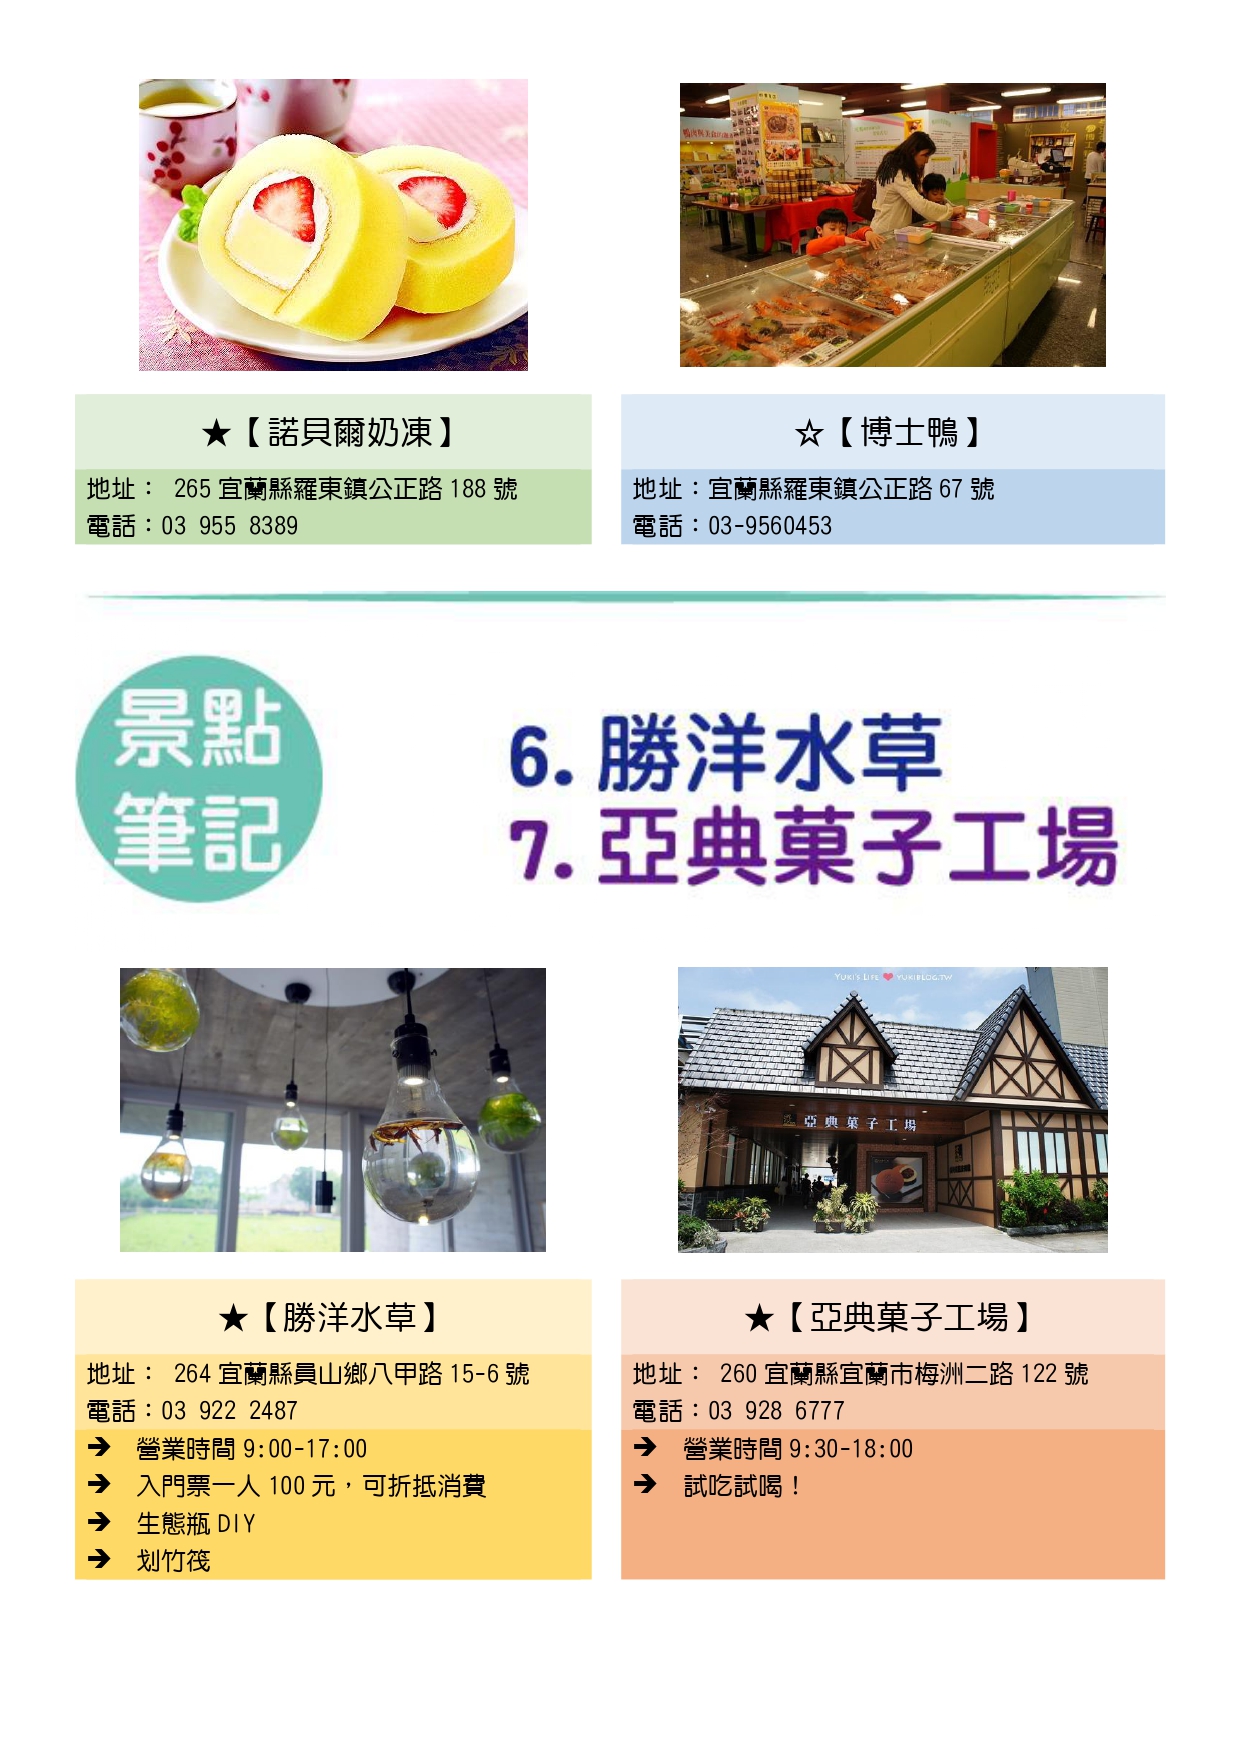 ★【諾貝爾奶凍】
地址： 265 宜蘭縣羅東鎮公正路 188 號
電話：03 955 8389
☆【博士鴨】
地址：宜蘭縣羅東鎮公正路 67 號
電話：03-9560453
景點
筆記
6. 勝洋水草
7. 亞典菓子工場
YUKI'S LIFE ❤ YUKIBLOG.TW
亞典菓子工場
★【勝洋水草】
地址： 264 宜蘭縣員山鄉八甲路 15-6 號
電話：03 922 2487
➔ 營業時間 9:00-17:00
➔ 入門票一人 100 元，可折抵消費
➔ 生態瓶 DIY
➔ 划竹筏
★【亞典菓子工場】
地址： 260 宜蘭縣宜蘭市梅洲二路 122 號
電話：03 928 6777
➔ 營業時間 9:30-18:00
➔ 試吃試喝！